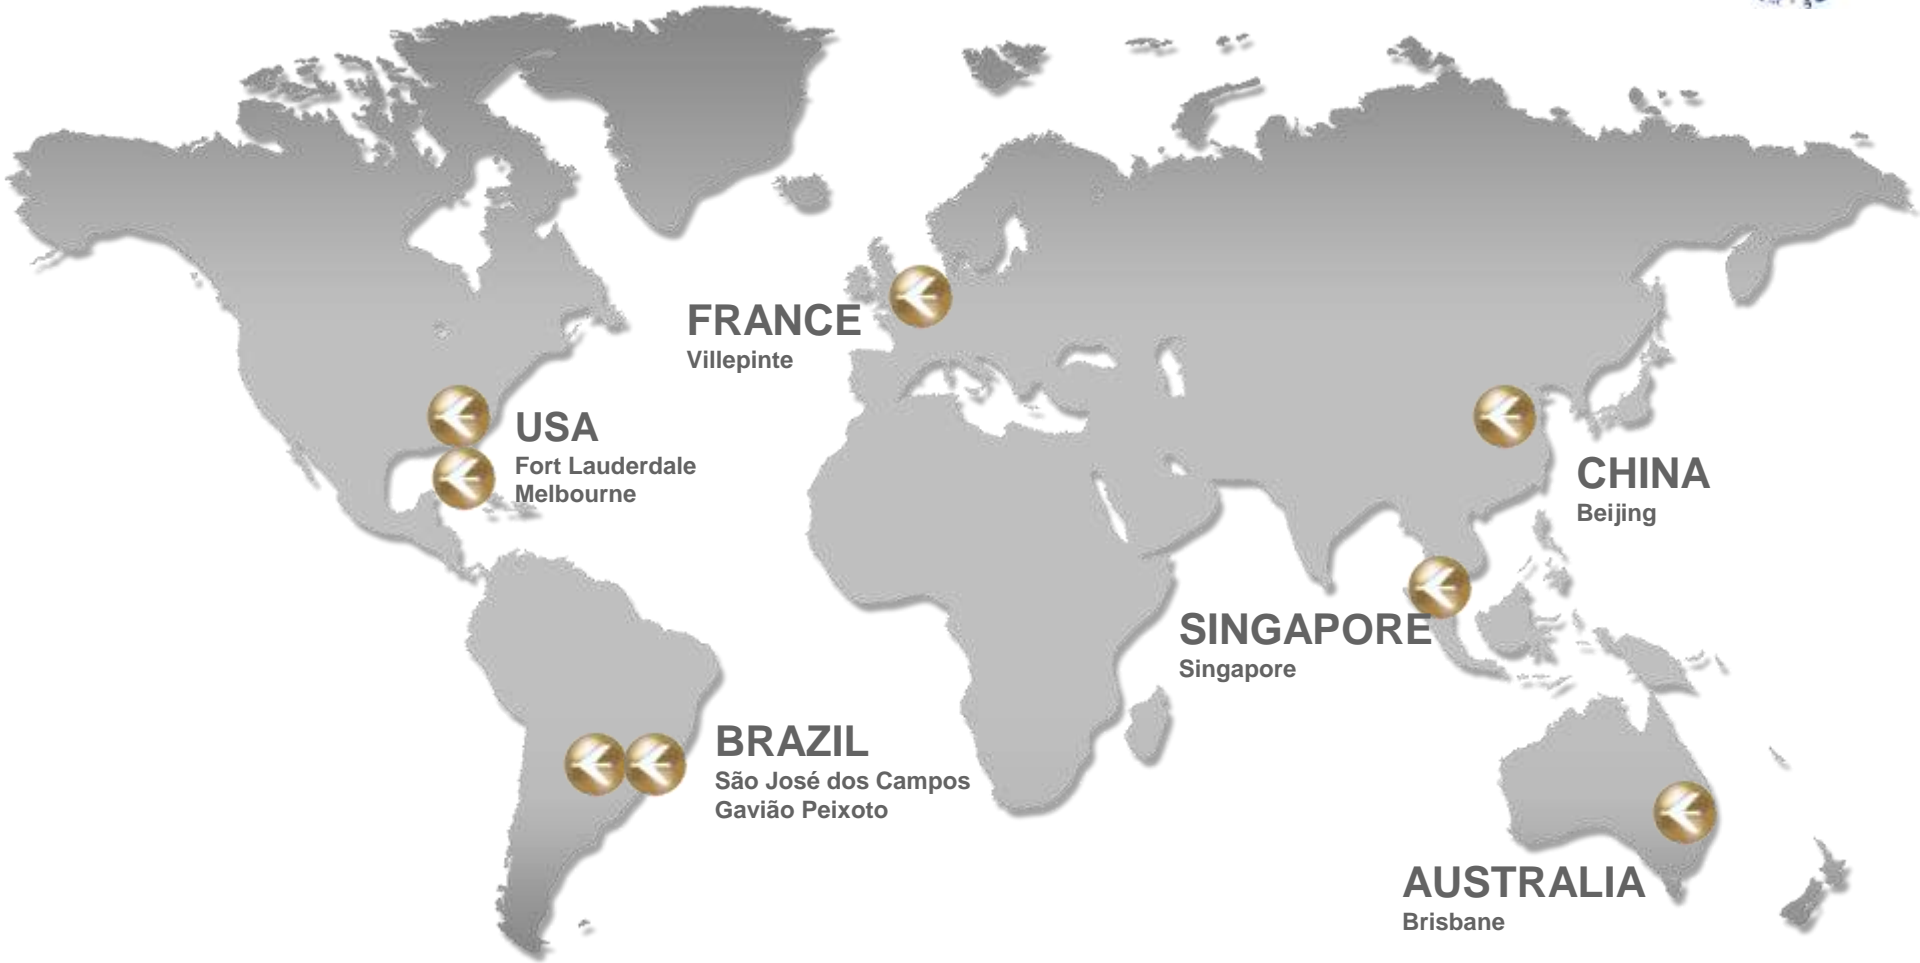 FRANCE
Villepinte
USA
Fort Lauderdale
Melbourne
CHINA
Beijing
SINGAPORE
Singapore
BRAZIL
São José dos Campos
Gavião Peixoto
AUSTRALIA
Brisbane